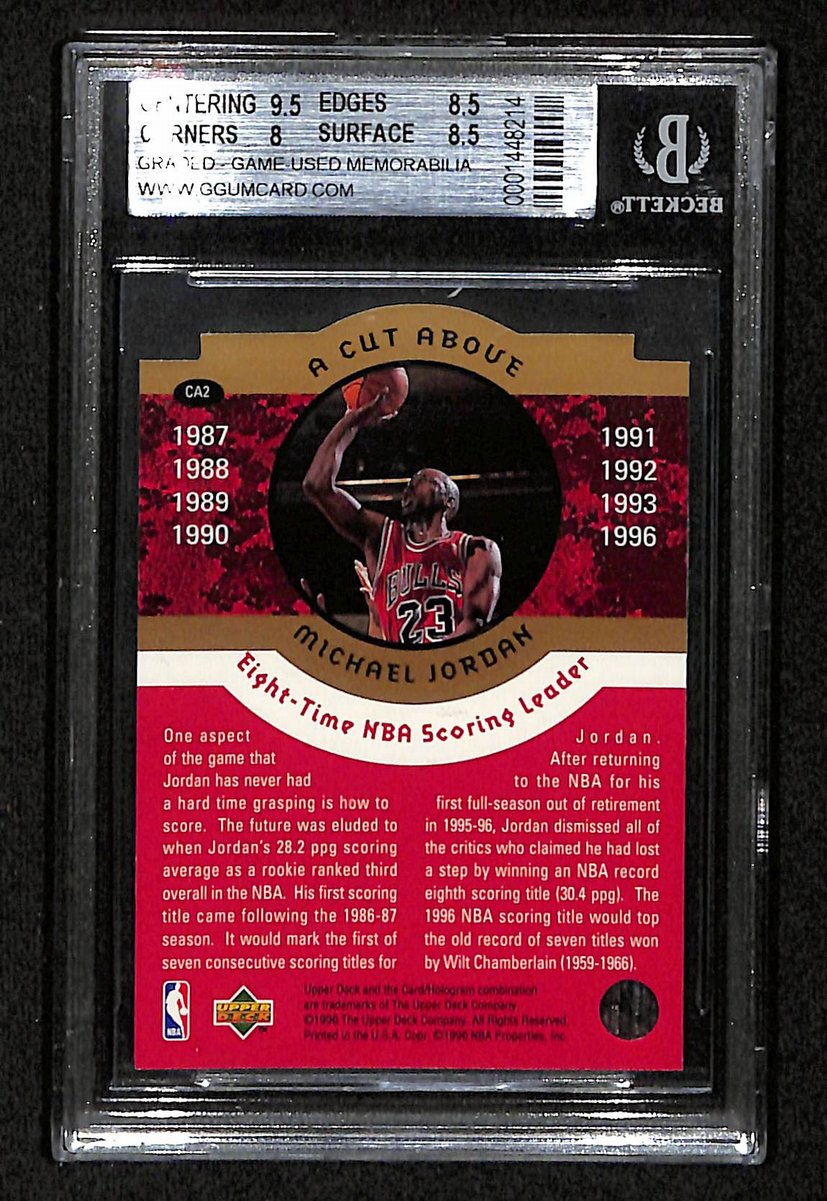 CENTERING 9.5 EDGES 8.5
CORNERS 8 SURFACE 8.5
GRADED - GAME-USED MEMORABILIA
WWW.GGUMCARD.COM
0001448214
B
BECKETT®
A CUT ABOVE
CA2
1987
1988
1989
1990
1991
1992
1993
1996
BULLS
23
MICHAEL JORDAN
Eight-Time NBA Scoring Leader
One aspect
of the game that
Jordan has never had
a hard time grasping is how to
score. The future was eluded to
when Jordan's 28.2 ppg scoring
average as a rookie ranked third
overall in the NBA. His first scoring
title came following the 1986-87
season. It would mark the first of
seven consecutive scoring titles for
Jordan.
After returning
to the NBA for his
first full-season out of retirement
in 1995-96, Jordan dismissed all of
the critics who claimed he had lost
a step by winning an NBA record
eighth scoring title (30.4 ppg). The
1996 NBA scoring title would top
the old record of seven titles won
by Wilt Chamberlain (1959-1966).
NBA
UPPER DECK
Upper Deck and the Card/Hologram combination
are trademarks of The Upper Deck Company.
©1996 The Upper Deck Company. All Rights Reserved.
Printed in the U.S.A. Copr. ©1996 NBA Properties, Inc.